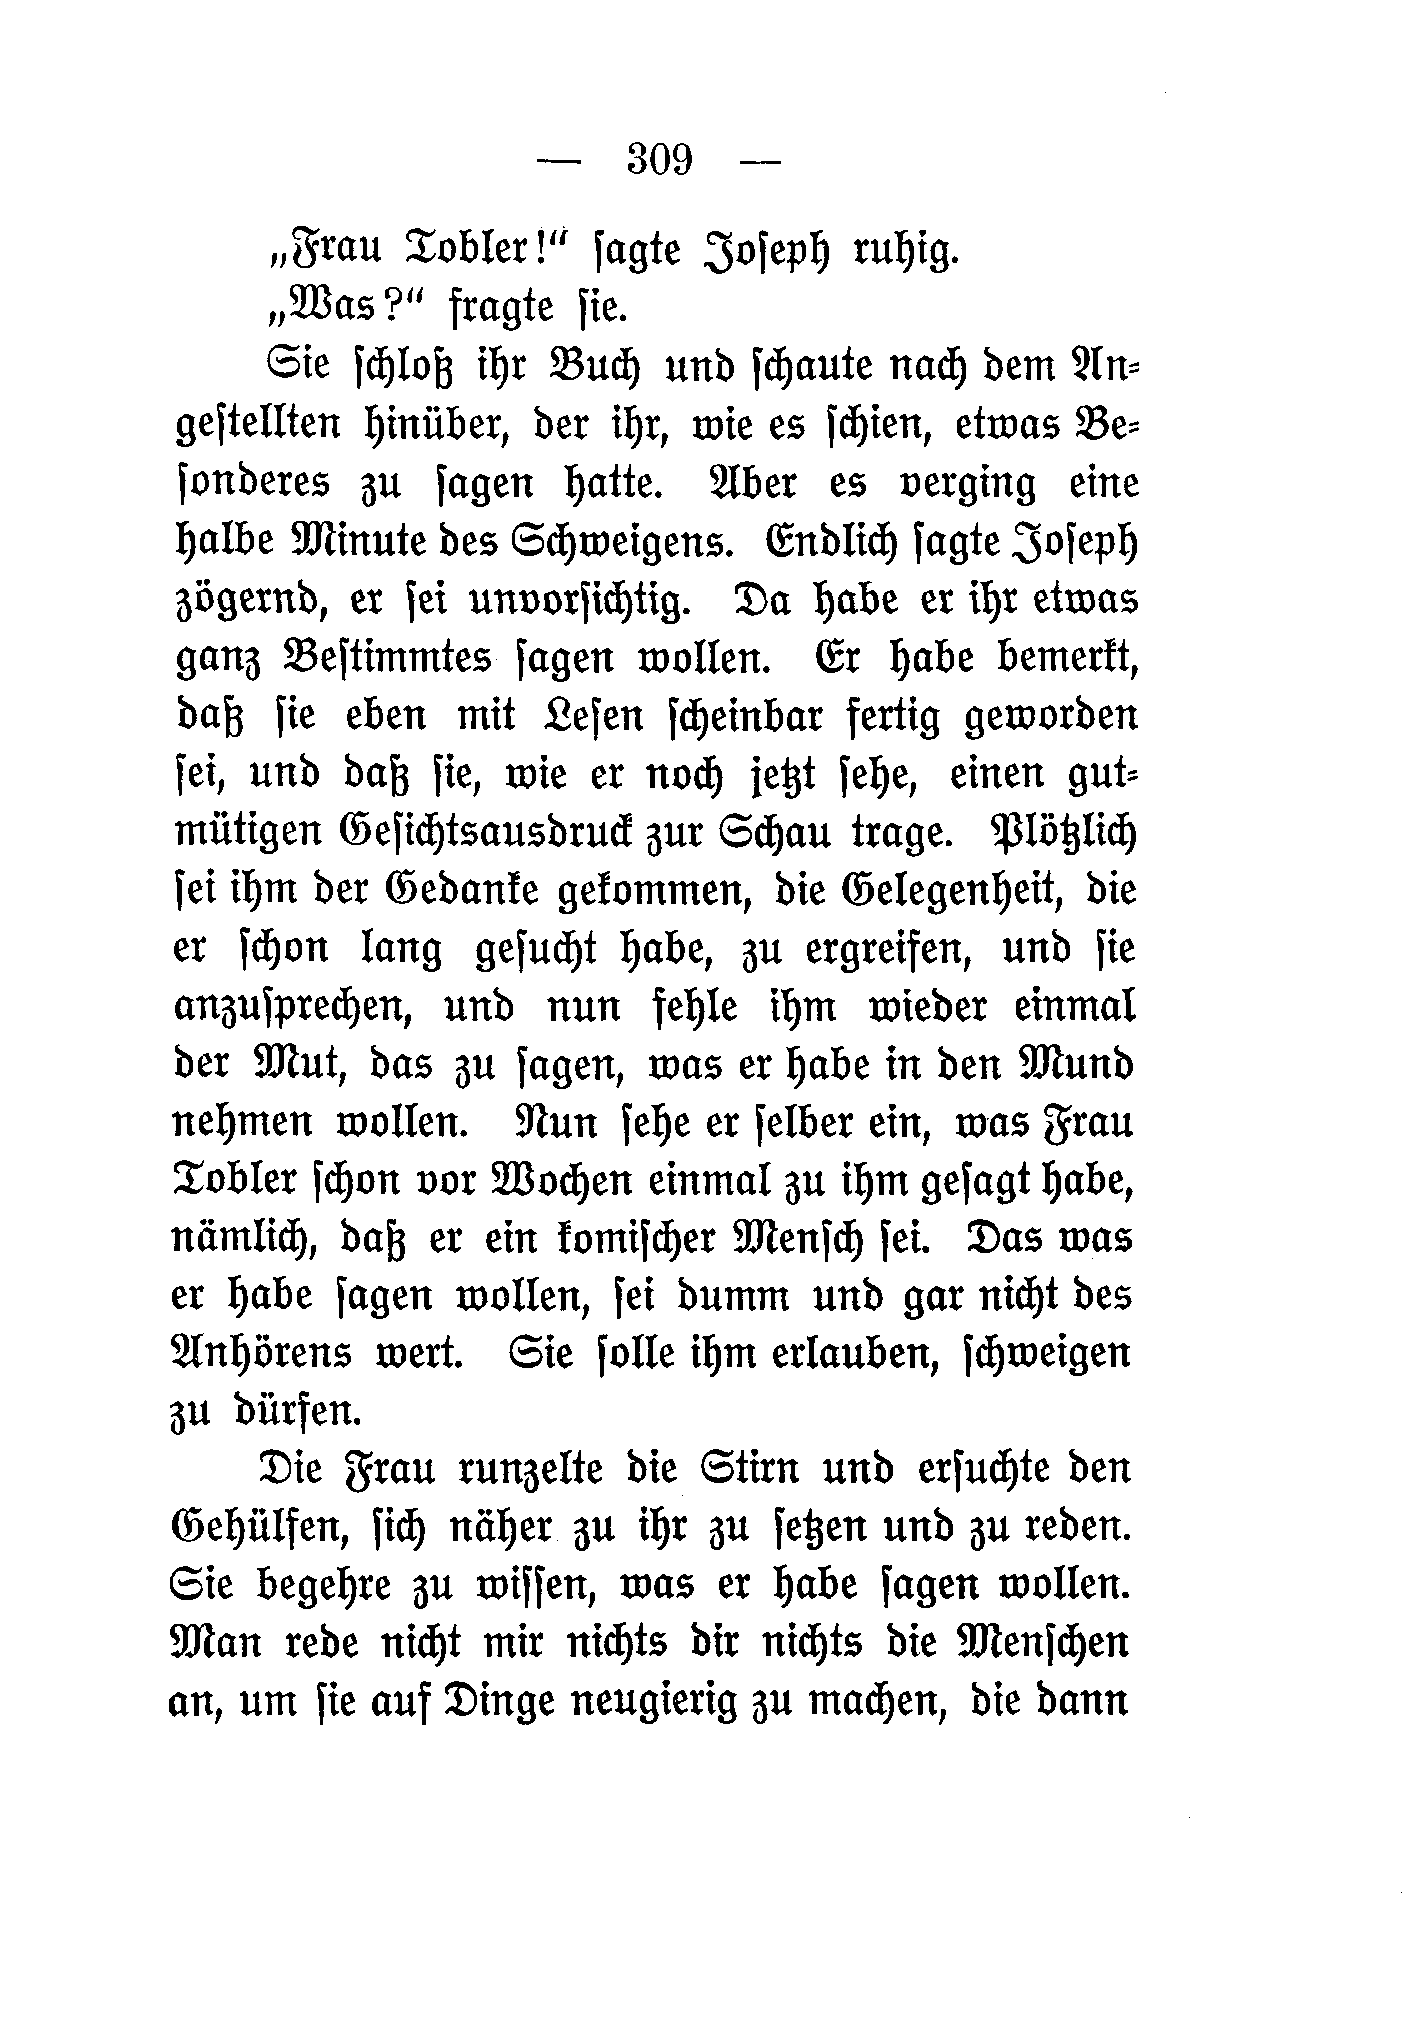 — 309 —
„Frau Tobler!“ ſagte Joſeph ruhig.
„Was?“ fragte ſie.
Sie ſchloß ihr Buch und ſchaute nach dem An-
geſtellten hinüber, der ihr, wie es ſchien, etwas Be-
ſonderes zu ſagen hatte. Aber es verging eine
halbe Minute des Schweigens. Endlich ſagte Joſeph
zögernd, er ſei unvorſichtig. Da habe er ihr etwas
ganz Beſtimmtes ſagen wollen. Er habe bemerkt,
daß ſie eben mit Leſen ſcheinbar fertig geworden
ſei, und daß ſie, wie er noch jetzt ſehe, einen gut-
mütigen Geſichtsausdruck zur Schau trage. Plötzlich
ſei ihm der Gedanke gekommen, die Gelegenheit, die
er ſchon lang geſucht habe, zu ergreifen, und ſie
anzuſprechen, und nun fehle ihm wieder einmal
der Mut, das zu ſagen, was er habe in den Mund
nehmen wollen. Nun ſehe er ſelber ein, was Frau
Tobler ſchon vor Wochen einmal zu ihm geſagt habe,
nämlich, daß er ein komiſcher Menſch ſei. Das was
er habe ſagen wollen, ſei dumm und gar nicht des
Anhörens wert. Sie ſolle ihm erlauben, ſchweigen
zu dürfen.
Die Frau runzelte die Stirn und erſuchte den
Gehülfen, ſich näher zu ihr zu ſetzen und zu reden.
Sie begehre zu wiſſen, was er habe ſagen wollen.
Man rede nicht mir nichts dir nichts die Menſchen
an, um ſie auf Dinge neugierig zu machen, die dann